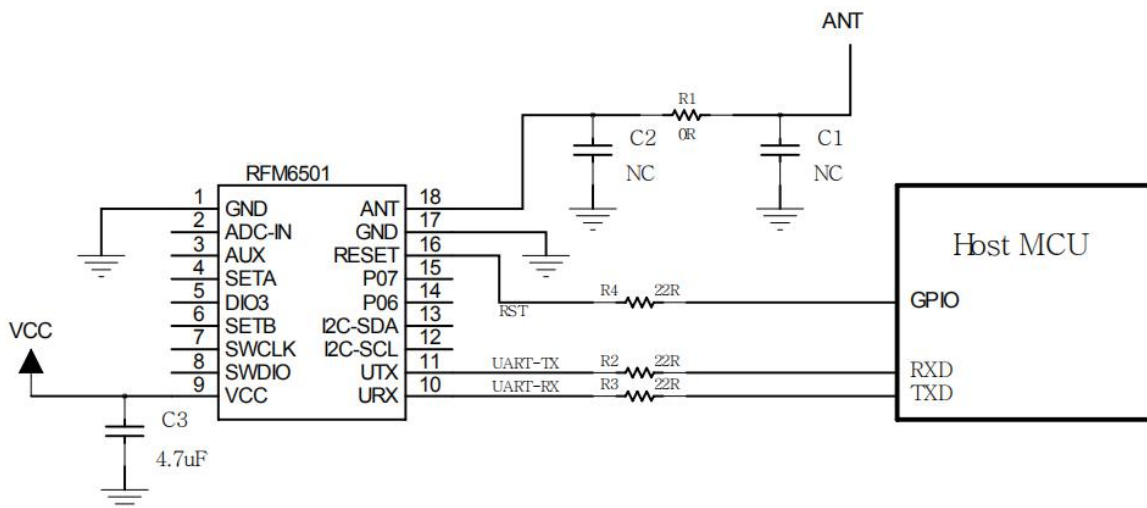 ANT
R1
0R
C2
NC
C1
NC
RFM6501
1 GND ANT 18
2 ADC-IN GND 17
3 AUX RESET 16
4 SETA P07 15
5 DIO3 P06 14
6 SETB I2C-SDA 13
7 SWCLK I2C-SCL 12
8 SWDIO UTX 11
9 VCC URX 10
VCC
C3
4.7uF
RST
R4 22R
UART-TX R2 22R
UART-RX R3 22R
Host MCU
GPIO
RXD
TXD